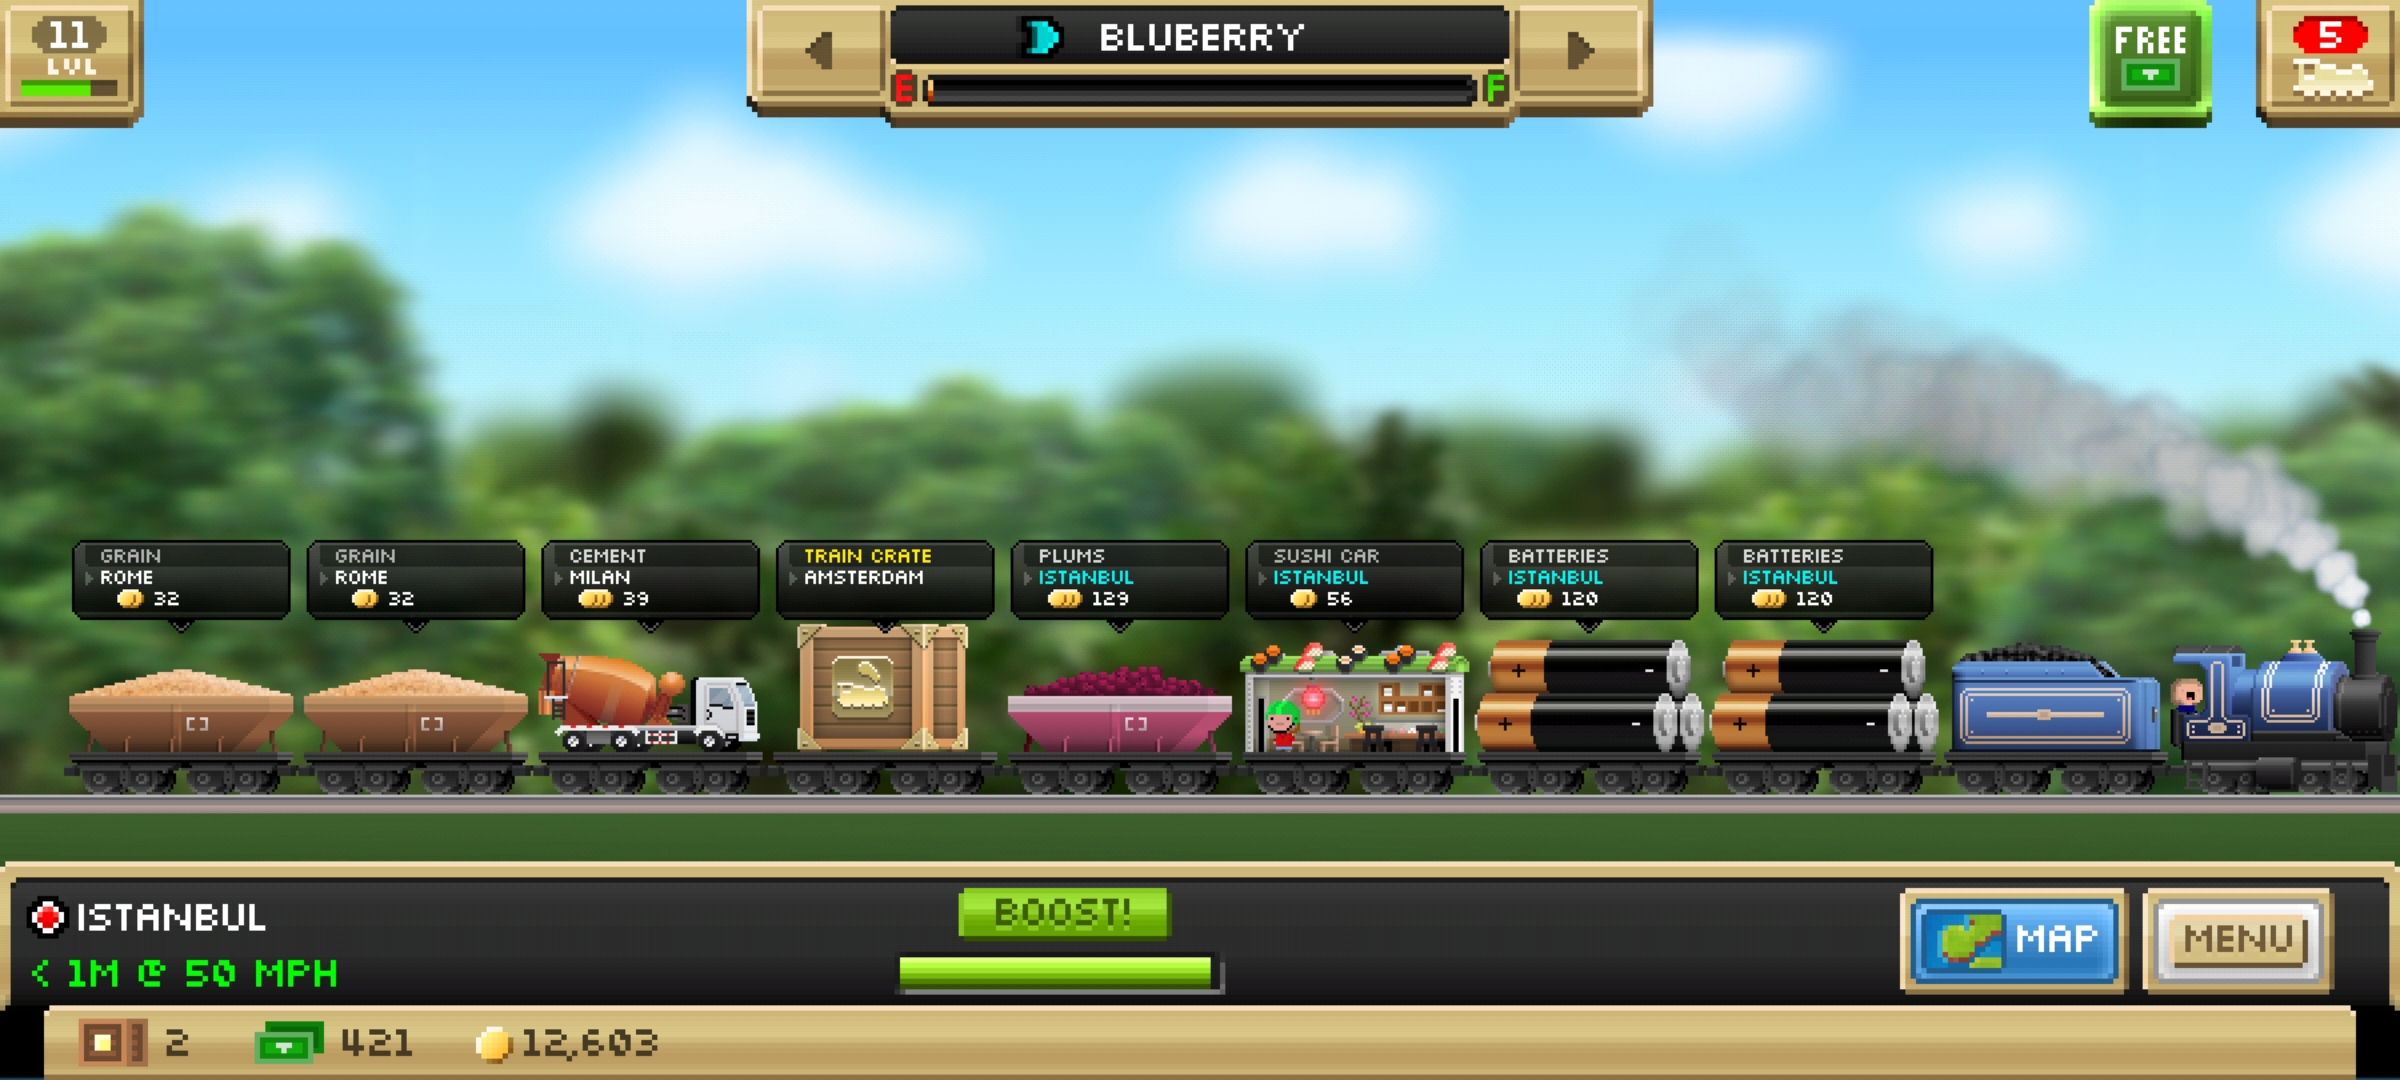 11
LVL
BLUBERRY
E
F
FREE
5
GRAIN
ROME
32
GRAIN
ROME
32
CEMENT
MILAN
39
TRAIN CRATE
AMSTERDAM
PLUMS
ISTANBUL
129
SUSHI CAR
ISTANBUL
56
BATTERIES
ISTANBUL
120
BATTERIES
ISTANBUL
120
+ -
+ -
+ -
+ -
ISTANBUL
< 1M @ 50 MPH
BOOST!
MAP
MENU
2
421
12,603